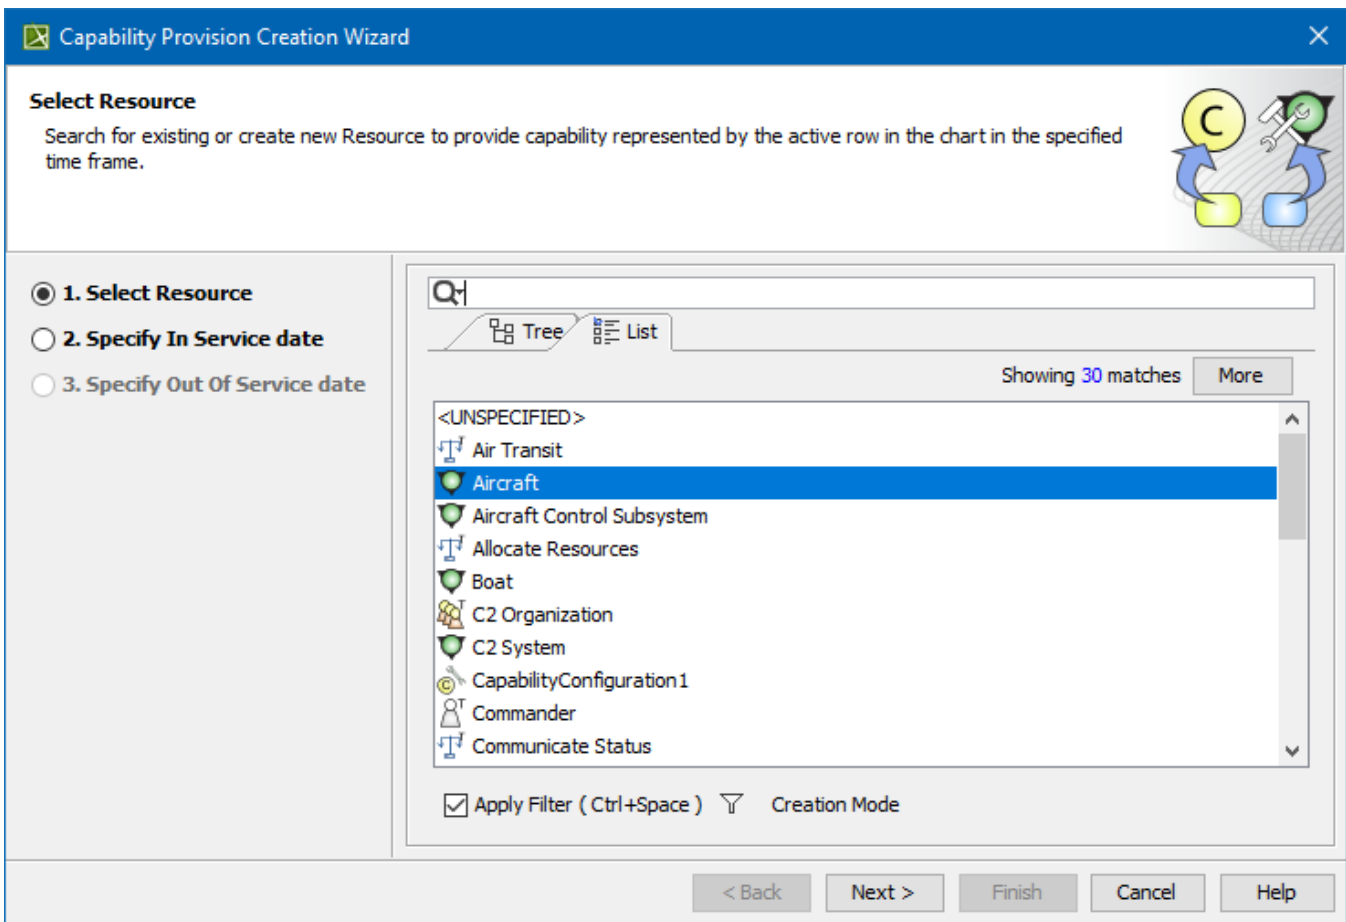 Capability Provision Creation Wizard
Select Resource
Search for existing or create new Resource to provide capability represented by the active row in the chart in the specified
time frame.
C
1. Select Resource
2. Specify In Service date
3. Specify Out Of Service date
Tree
List
Showing 30 matches
More
<UNSPECIFIED>
Air Transit
Aircraft
Aircraft Control Subsystem
Allocate Resources
Boat
C2 Organization
C2 System
CapabilityConfiguration1
Commander
Communicate Status
Apply Filter ( Ctrl+Space )
Creation Mode
< Back
Next >
Finish
Cancel
Help